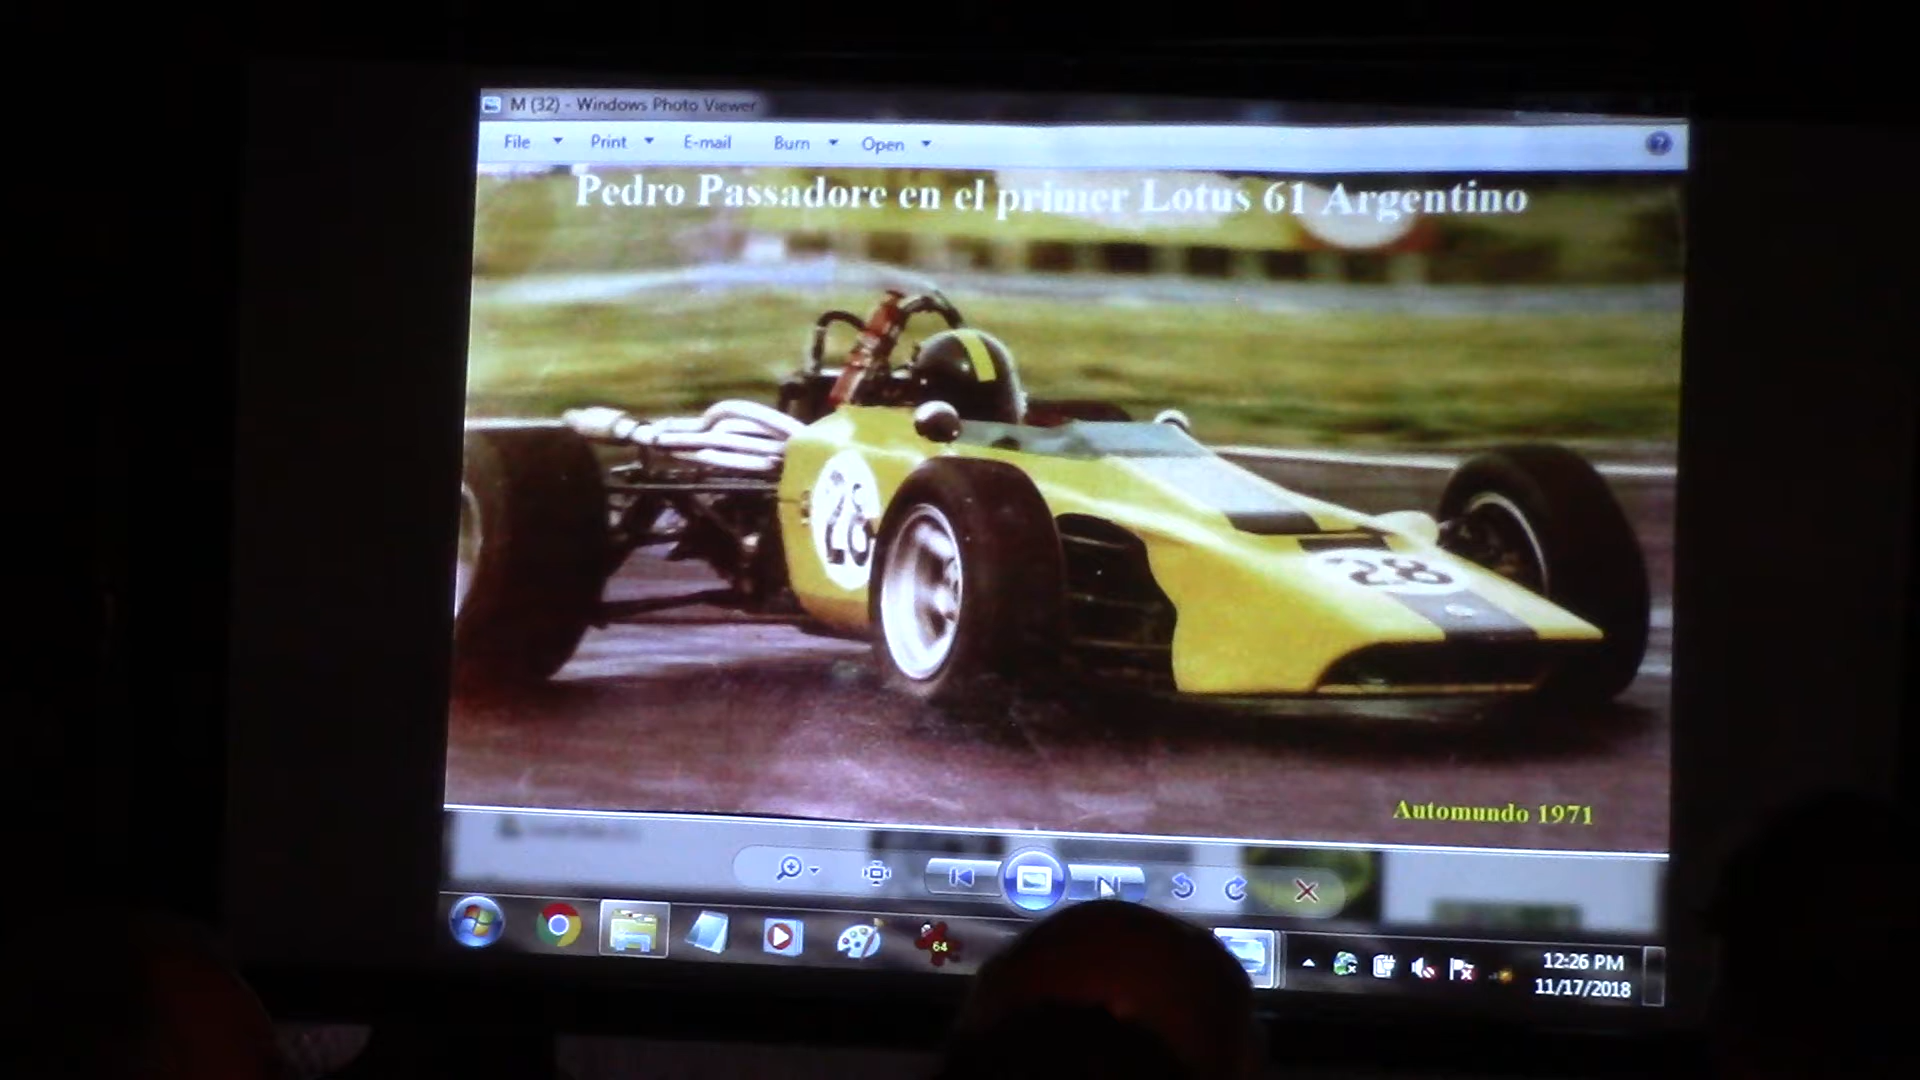 M (32) - Windows Photo Viewer
File Print E-mail Burn Open
Pedro Passadore en el primer Lotus 61 Argentino
28
28
Automundo 1971
64
12:26 PM
11/17/2018